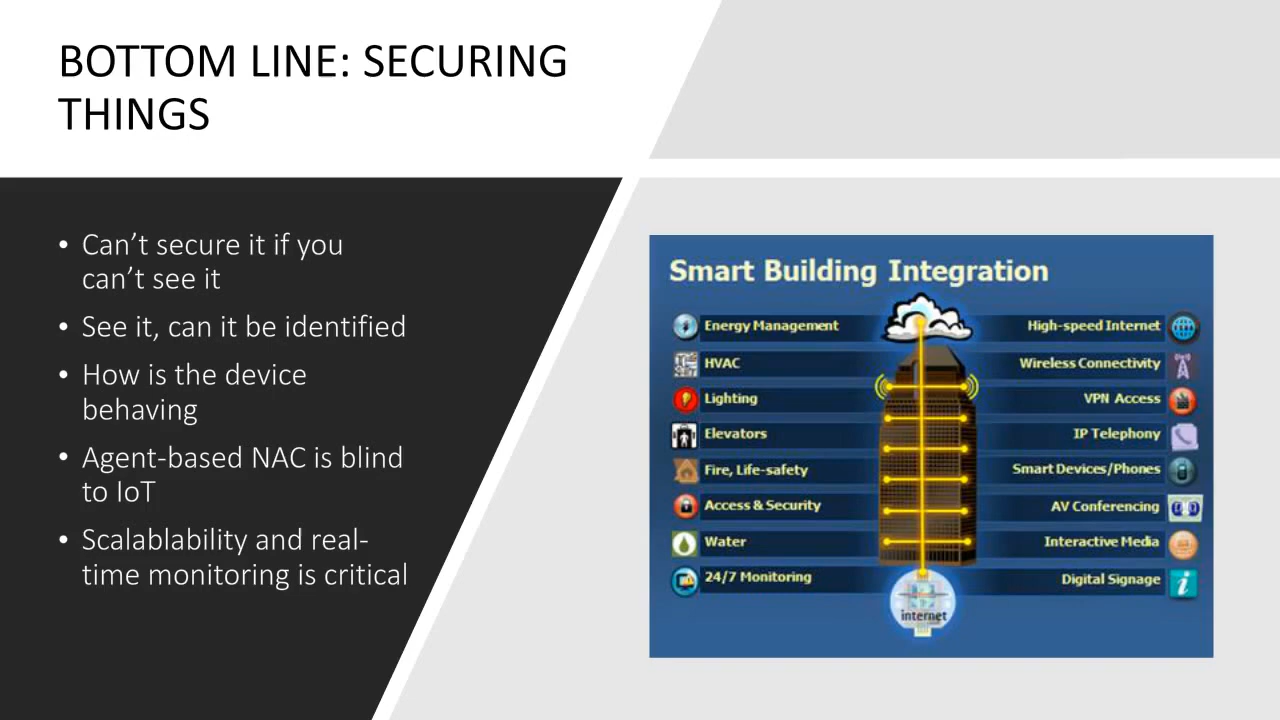 BOTTOM LINE: SECURING
THINGS
• Can’t secure it if you
can’t see it
• See it, can it be identified
• How is the device
behaving
• Agent-based NAC is blind
to IoT
• Scalablability and real-
time monitoring is critical
Smart Building Integration
Energy Management
HVAC
Lighting
Elevators
Fire, Life-safety
Access & Security
Water
24/7 Monitoring
High-speed Internet
Wireless Connectivity
VPN Access
IP Telephony
Smart Devices/Phones
AV Conferencing
Interactive Media
Digital Signage
internet